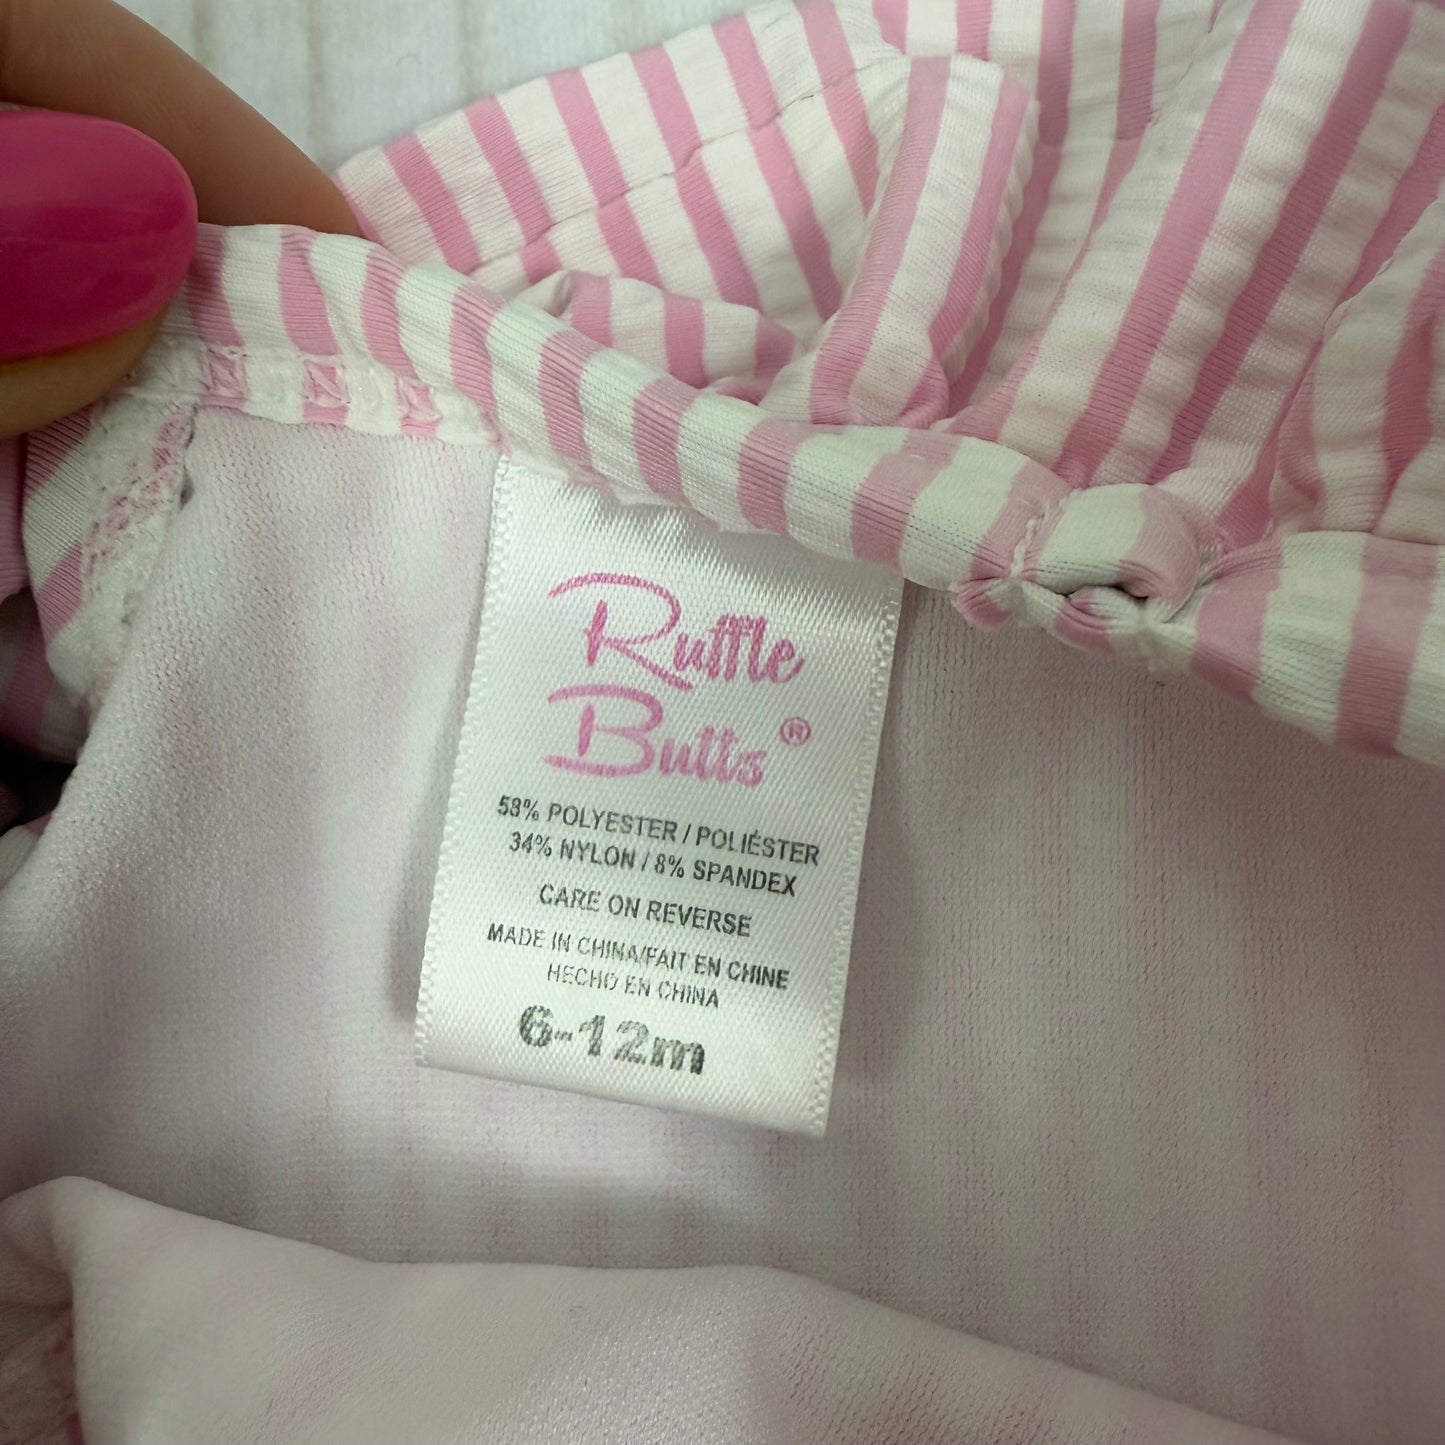 Ruffle
Butts®
58% POLYESTER / POLIÉSTER
34% NYLON / 8% SPANDEX
CARE ON REVERSE
MADE IN CHINA/FAIT EN CHINE
HECHO EN CHINA
6-12m